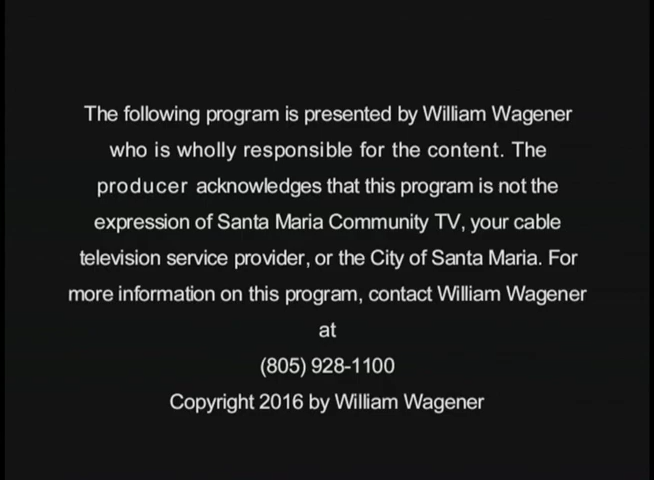 The following program is presented by William Wagener
who is wholly responsible for the content. The
producer acknowledges that this program is not the
expression of Santa Maria Community TV, your cable
television service provider, or the City of Santa Maria. For
more information on this program, contact William Wagener
at
(805) 928-1100
Copyright 2016 by William Wagener